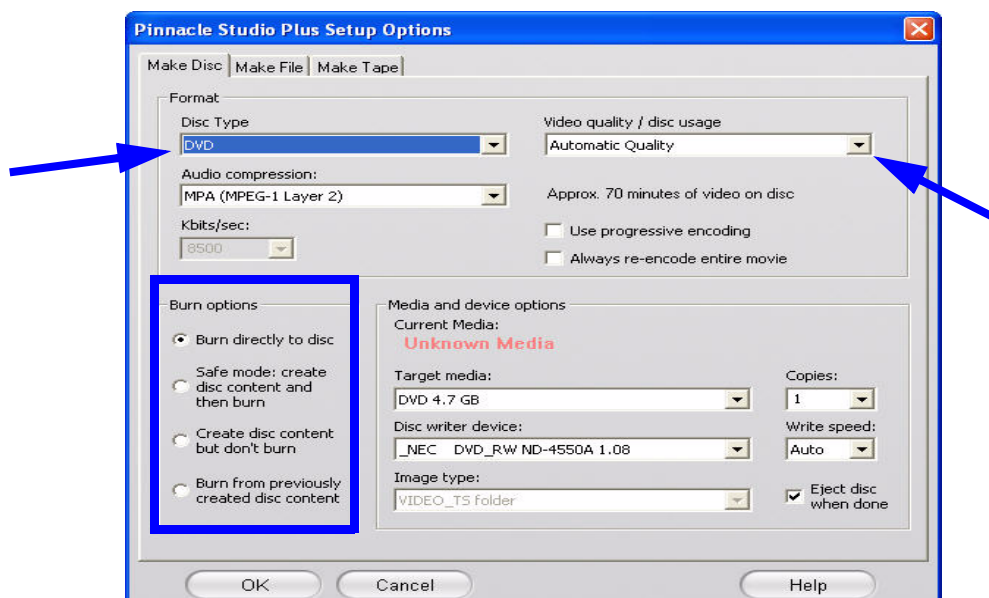 Pinnacle Studio Plus Setup Options
Make Disc Make File Make Tape
Format
Disc Type
DVD
Audio compression:
MPA (MPEG-1 Layer 2)
Kbits/sec:
8500
Video quality / disc usage
Automatic Quality
Approx. 70 minutes of video on disc
Use progressive encoding
Always re-encode entire movie
Burn options
Burn directly to disc
Safe mode: create
disc content and
then burn
Create disc content
but don't burn
Burn from previously
created disc content
Media and device options
Current Media:
Unknown Media
Target media:
DVD 4.7 GB
Disc writer device:
_NEC DVD_RW ND-4550A 1.08
Image type:
VIDEO_TS folder
Copies:
1
Write speed:
Auto
Eject disc
when done
OK Cancel Help